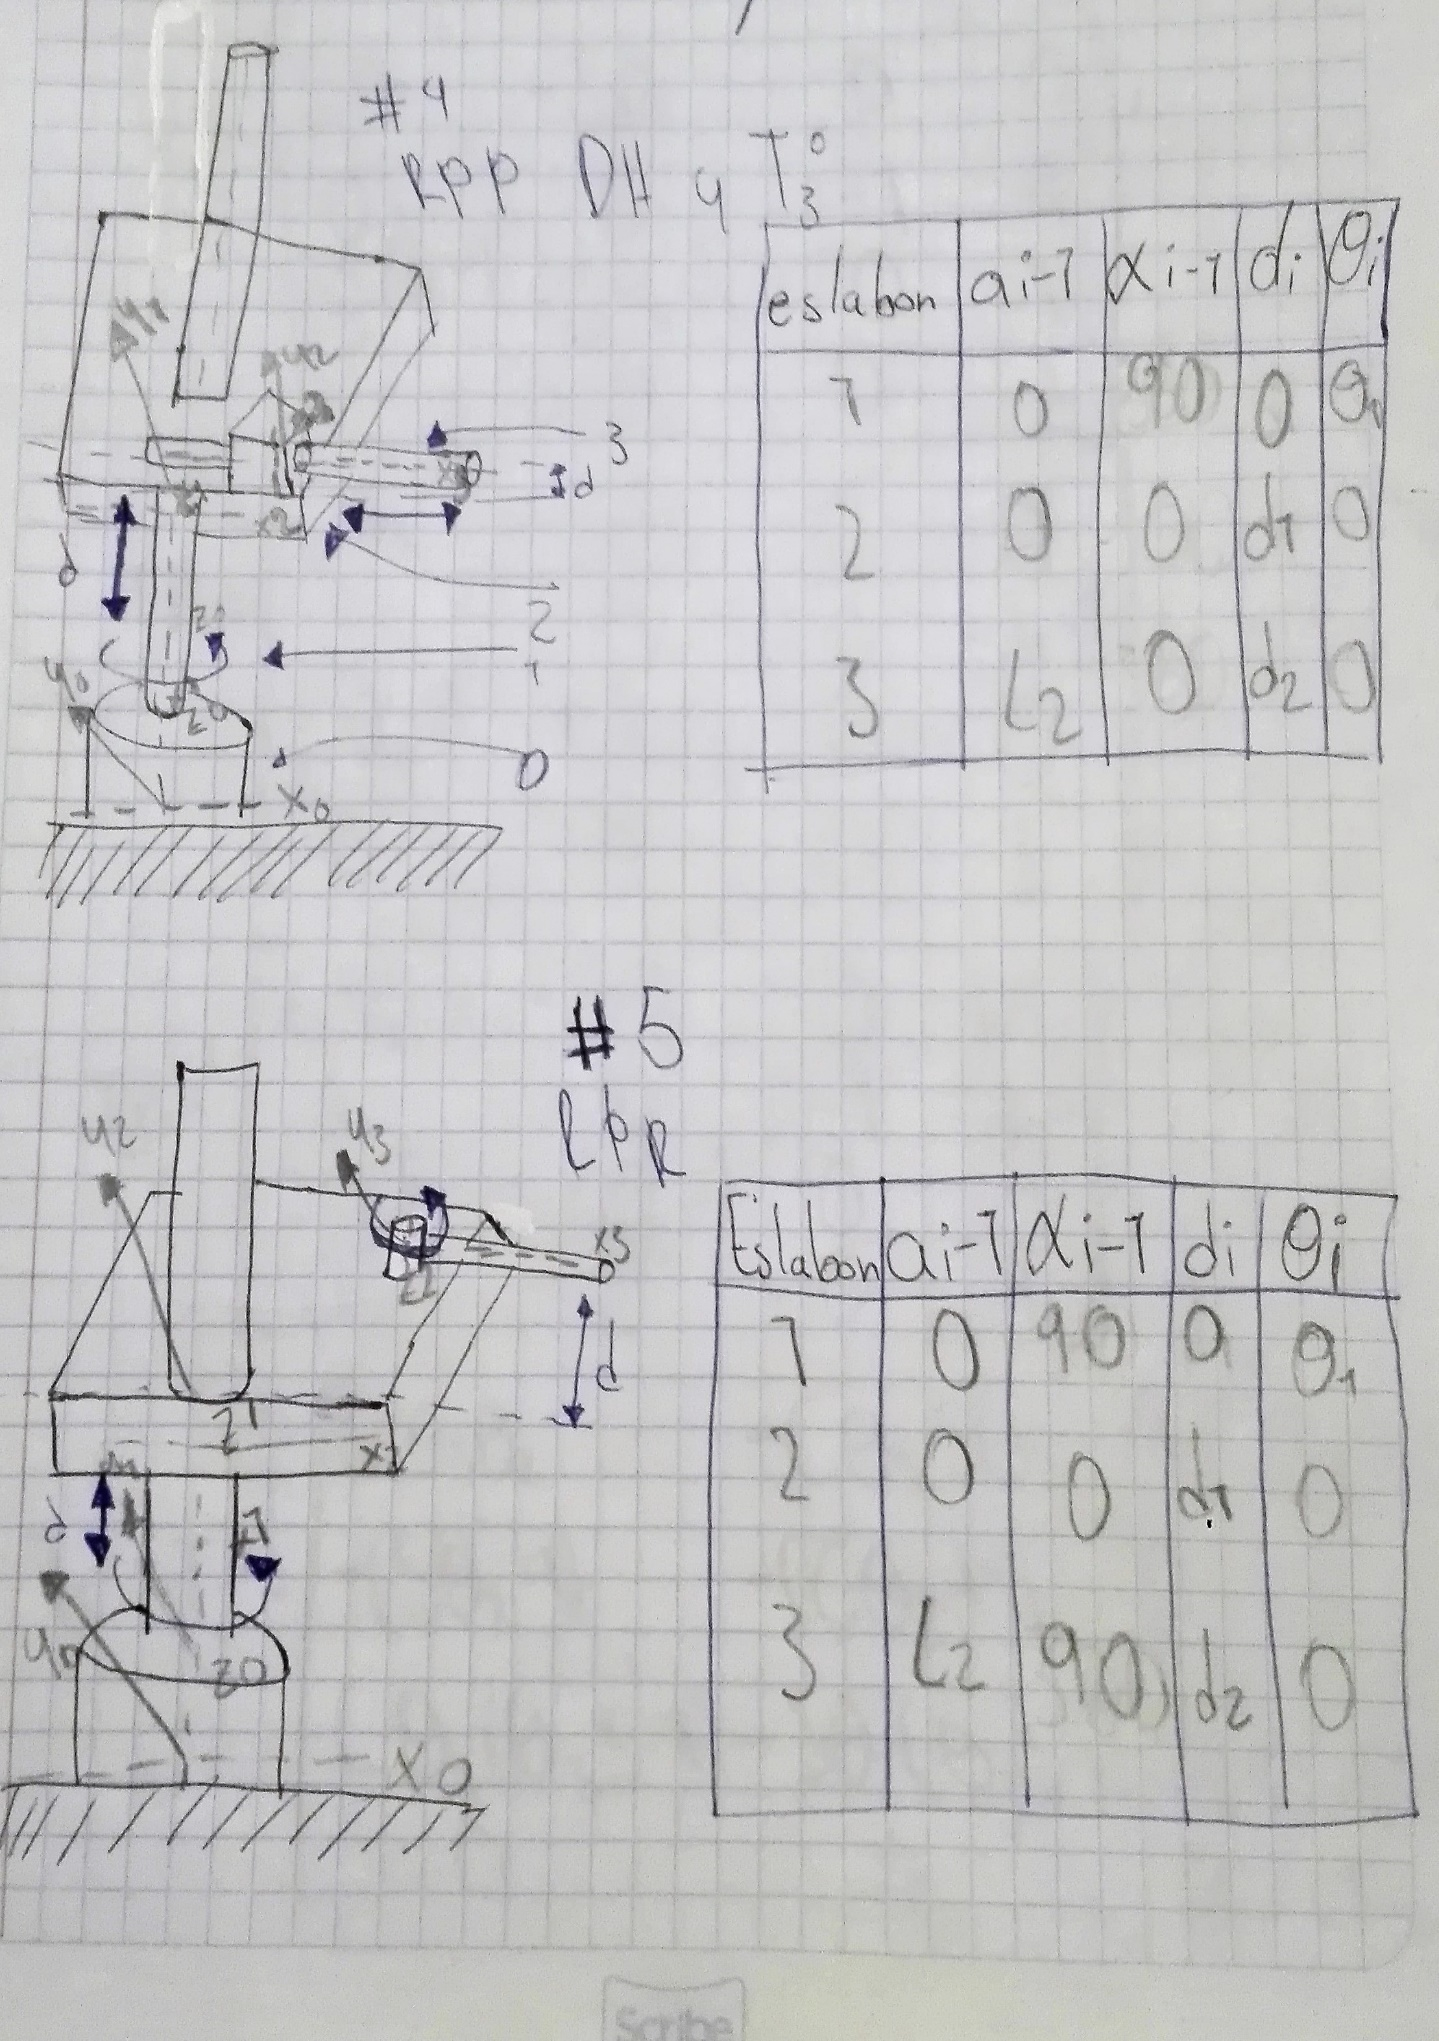 #4
RPP DH y T₃⁰
eslabon ai-1 αi-1 di θi
1 0 90 0 θ1
2 0 0 d1 0
3 L2 0 d2 0
y1
y2
3
d
x2
d
2
1
y0
z0
0
x0
#5
RPR
Eslabon ai-1 αi-1 di θi
1 0 90 0 θ1
2 0 0 d1 0
3 L2 90 d2 0
y2
y3
x3
d
z1
d
y0
z0
x0
Scribe